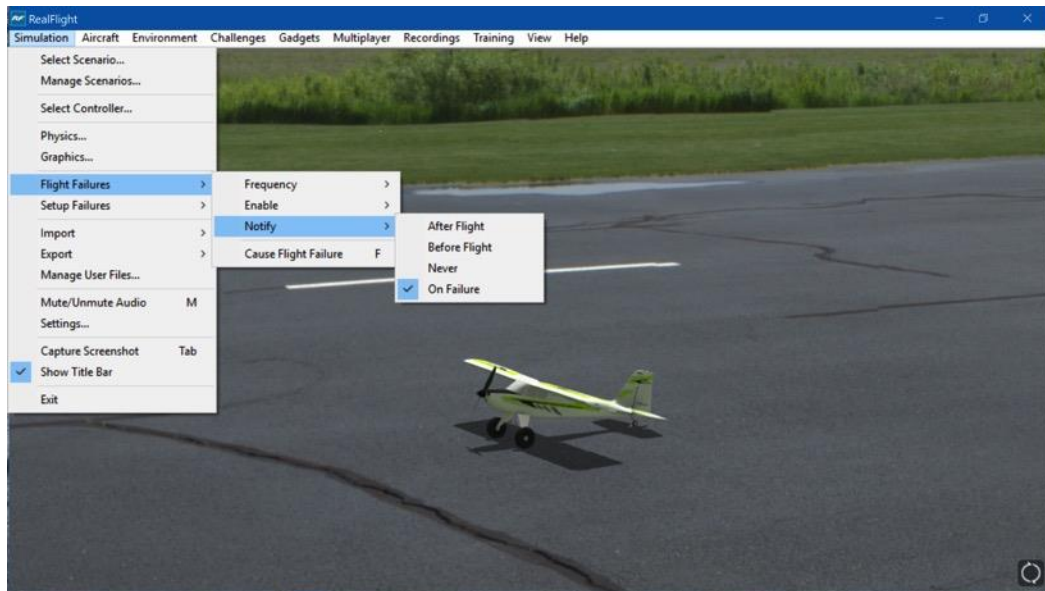 RealFlight
Simulation Aircraft Environment Challenges Gadgets Multiplayer Recordings Training View Help
Select Scenario...
Manage Scenarios...
Select Controller...
Physics...
Graphics...
Flight Failures
Setup Failures
Import
Export
Manage User Files...
Mute/Unmute Audio M
Settings...
Capture Screenshot Tab
Show Title Bar
Exit
Frequency
Enable
Notify
Cause Flight Failure F
After Flight
Before Flight
Never
On Failure